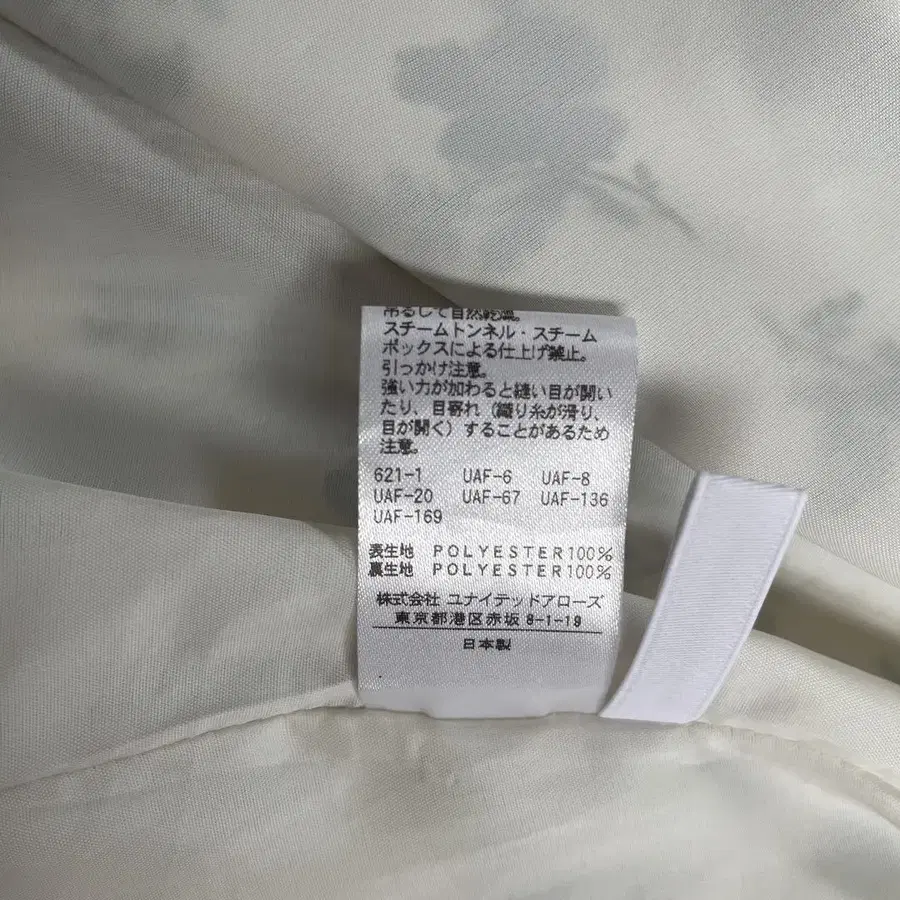 吊るして自然乾燥。
スチームトンネル・スチーム
ボックスによる仕上げ禁止。
引っかけ注意。
強い力が加わると縫い目が開い
たり、目寄れ（織り糸が滑り、
目が開く）することがあるため
注意。
621-1 UAF-6 UAF-8
UAF-20 UAF-67 UAF-136
UAF-169
表生地 POLYESTER100%
裏生地 POLYESTER100%
株式会社 ユナイテッドアローズ
東京都港区赤坂 8-1-19
日本製